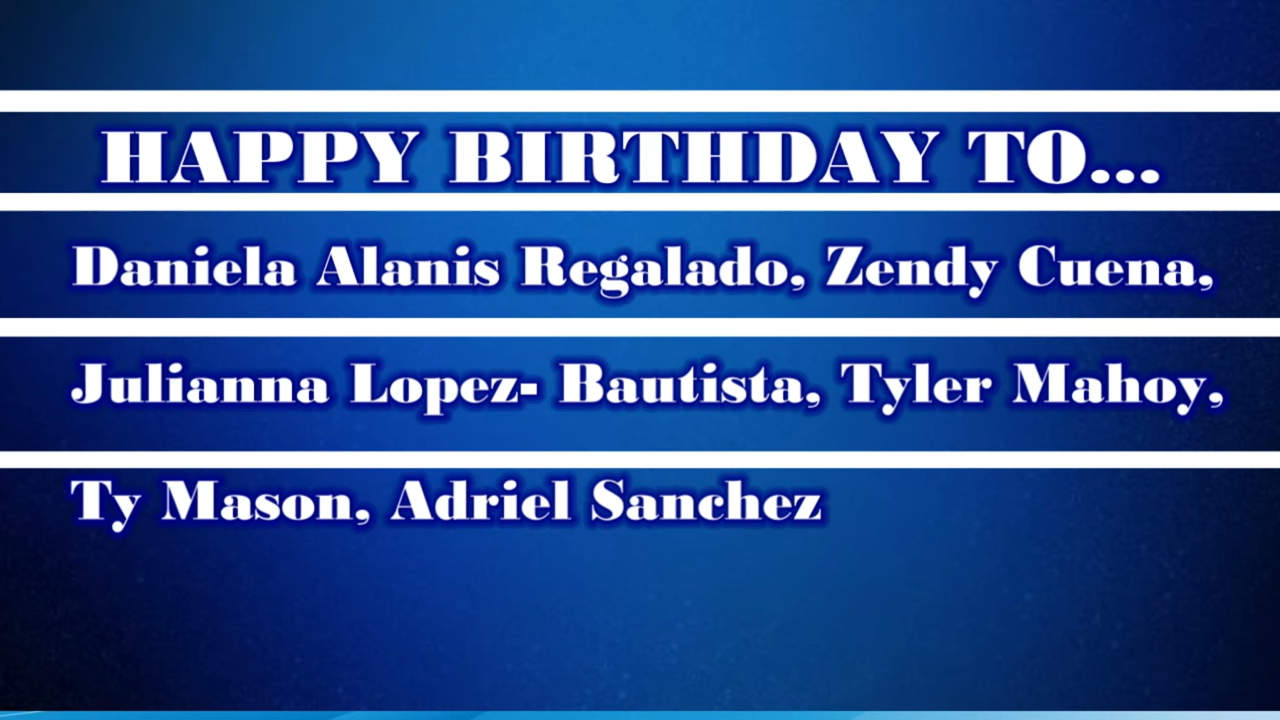 HAPPY BIRTHDAY TO...
Daniela Alanis Regalado, Zendy Cuena,
Julianna Lopez- Bautista, Tyler Mahoy,
Ty Mason, Adriel Sanchez